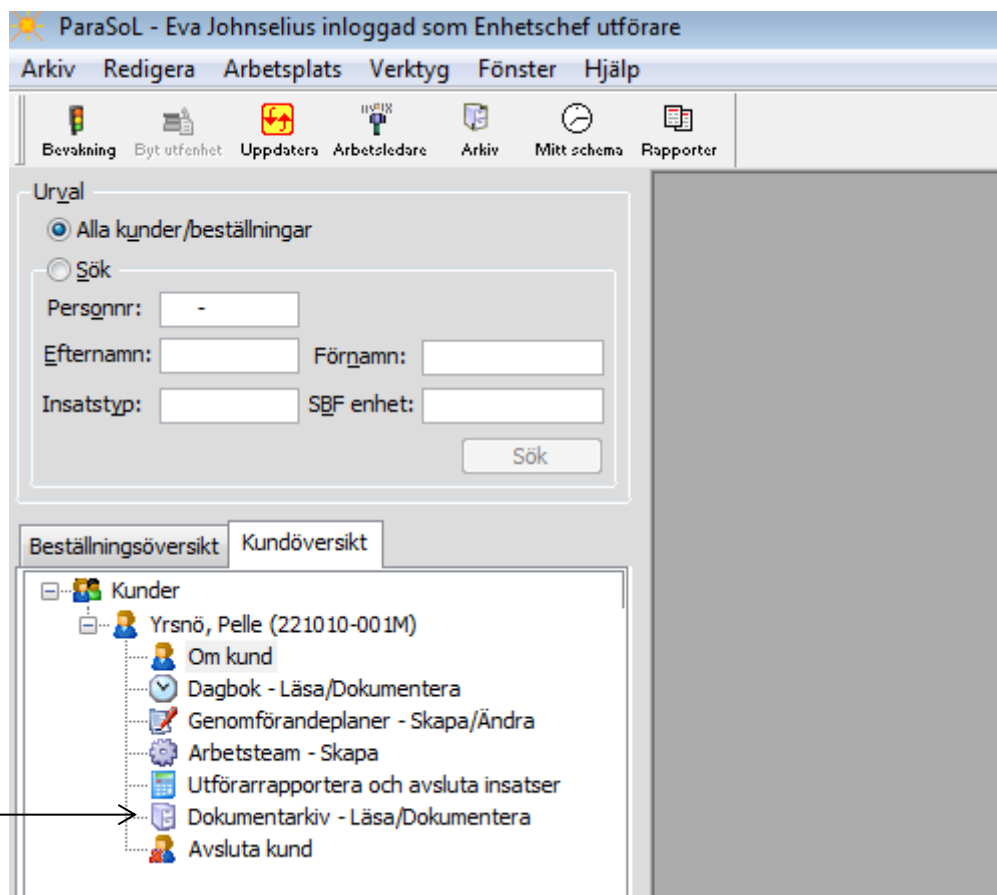 ParaSoL - Eva Johnselius inloggad som Enhetschef utförare
Arkiv Redigera Arbetsplats Verktyg Fönster Hjälp
Bevakning Byt utfenhet Uppdatera Arbetsledare Arkiv Mitt schema Rapporter
Urval
Alla kunder/beställningar
Sök
Personnr: -
Efternamn: Förnamn:
Insatstyp: SBF enhet:
Sök
Beställningsöversikt Kundöversikt
Kunder
Yrsnö, Pelle (221010-001M)
Om kund
Dagbok - Läsa/Dokumentera
Genomförandeplaner - Skapa/Ändra
Arbetsteam - Skapa
Utförarrapportera och avsluta insatser
Dokumentarkiv - Läsa/Dokumentera
Avsluta kund